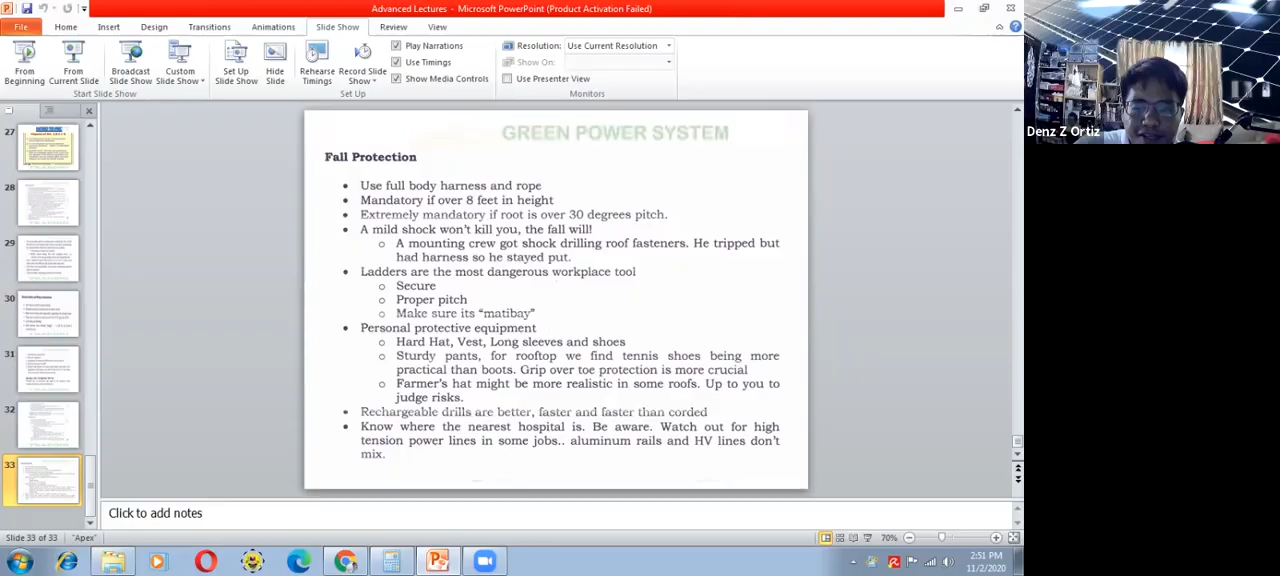 Advanced Lectures - Microsoft PowerPoint (Product Activation Failed)
File Home Insert Design Transitions Animations Slide Show Review View
From Beginning
From Current Slide
Broadcast Slide Show
Custom Slide Show
Set Up Slide Show
Hide Slide
Rehearse Timings
Record Slide Show
Play Narrations
Use Timings
Show Media Controls
Resolution: Use Current Resolution
Show On:
Use Presenter View
Start Slide Show Set Up Monitors
Denz Z Ortiz
27
28
29
30
31
32
33
GREEN POWER SYSTEM
Fall Protection
• Use full body harness and rope
• Mandatory if over 8 feet in height
• Extremely mandatory if root is over 30 degrees pitch.
• A mild shock won't kill you, the fall will!
o A mounting crew got shock drilling roof fasteners. He tripped but
had harness so he stayed put.
• Ladders are the most dangerous workplace tool
o Secure
o Proper pitch
o Make sure its "matibay"
• Personal protective equipment
o Hard Hat, Vest, Long sleeves and shoes
o Sturdy pants, for rooftop we find tennis shoes being more
practical than boots. Grip over toe protection is more crucial
o Farmer's hat might be more realistic in some roofs. Up to you to
judge risks.
• Rechargeable drills are better, faster and faster than corded
• Know where the nearest hospital is. Be aware. Watch out for high
tension power lines in some jobs.. aluminum rails and HV lines don't
mix.
Click to add notes
Slide 33 of 33 "Apex" 70%
2:51 PM
11/2/2020